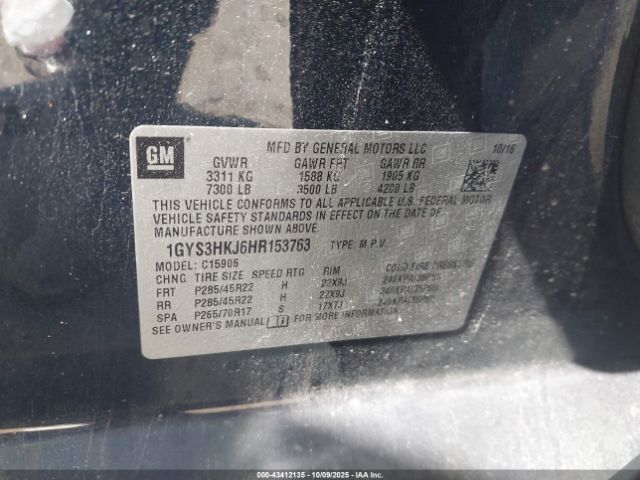 GM
MFD BY GENERAL MOTORS LLC 10/16
GVWR GAWR FRT GAWR RR
3311 KG 1588 KG 1905 KG
7300 LB 3500 LB 4200 LB
THIS VEHICLE CONFORMS TO ALL APPLICABLE U.S. FEDERAL MOTOR
VEHICLE SAFETY STANDARDS IN EFFECT ON THE DATE OF
MANUFACTURE SHOWN ABOVE.
1GYS3HKJ6HR153763 TYPE: M.P.V.
MODEL: C15906
CHNG TIRE SIZE SPEED RTG RIM COLD TIRE PRESSURE
FRT P285/45R22 H 22X9J
RR P285/45R22 H 22X9J
SPA P265/70R17 S 17X7J
SEE OWNER'S MANUAL FOR MORE INFORMATION.
000-43412135 10/09/2025 - IAA Inc.